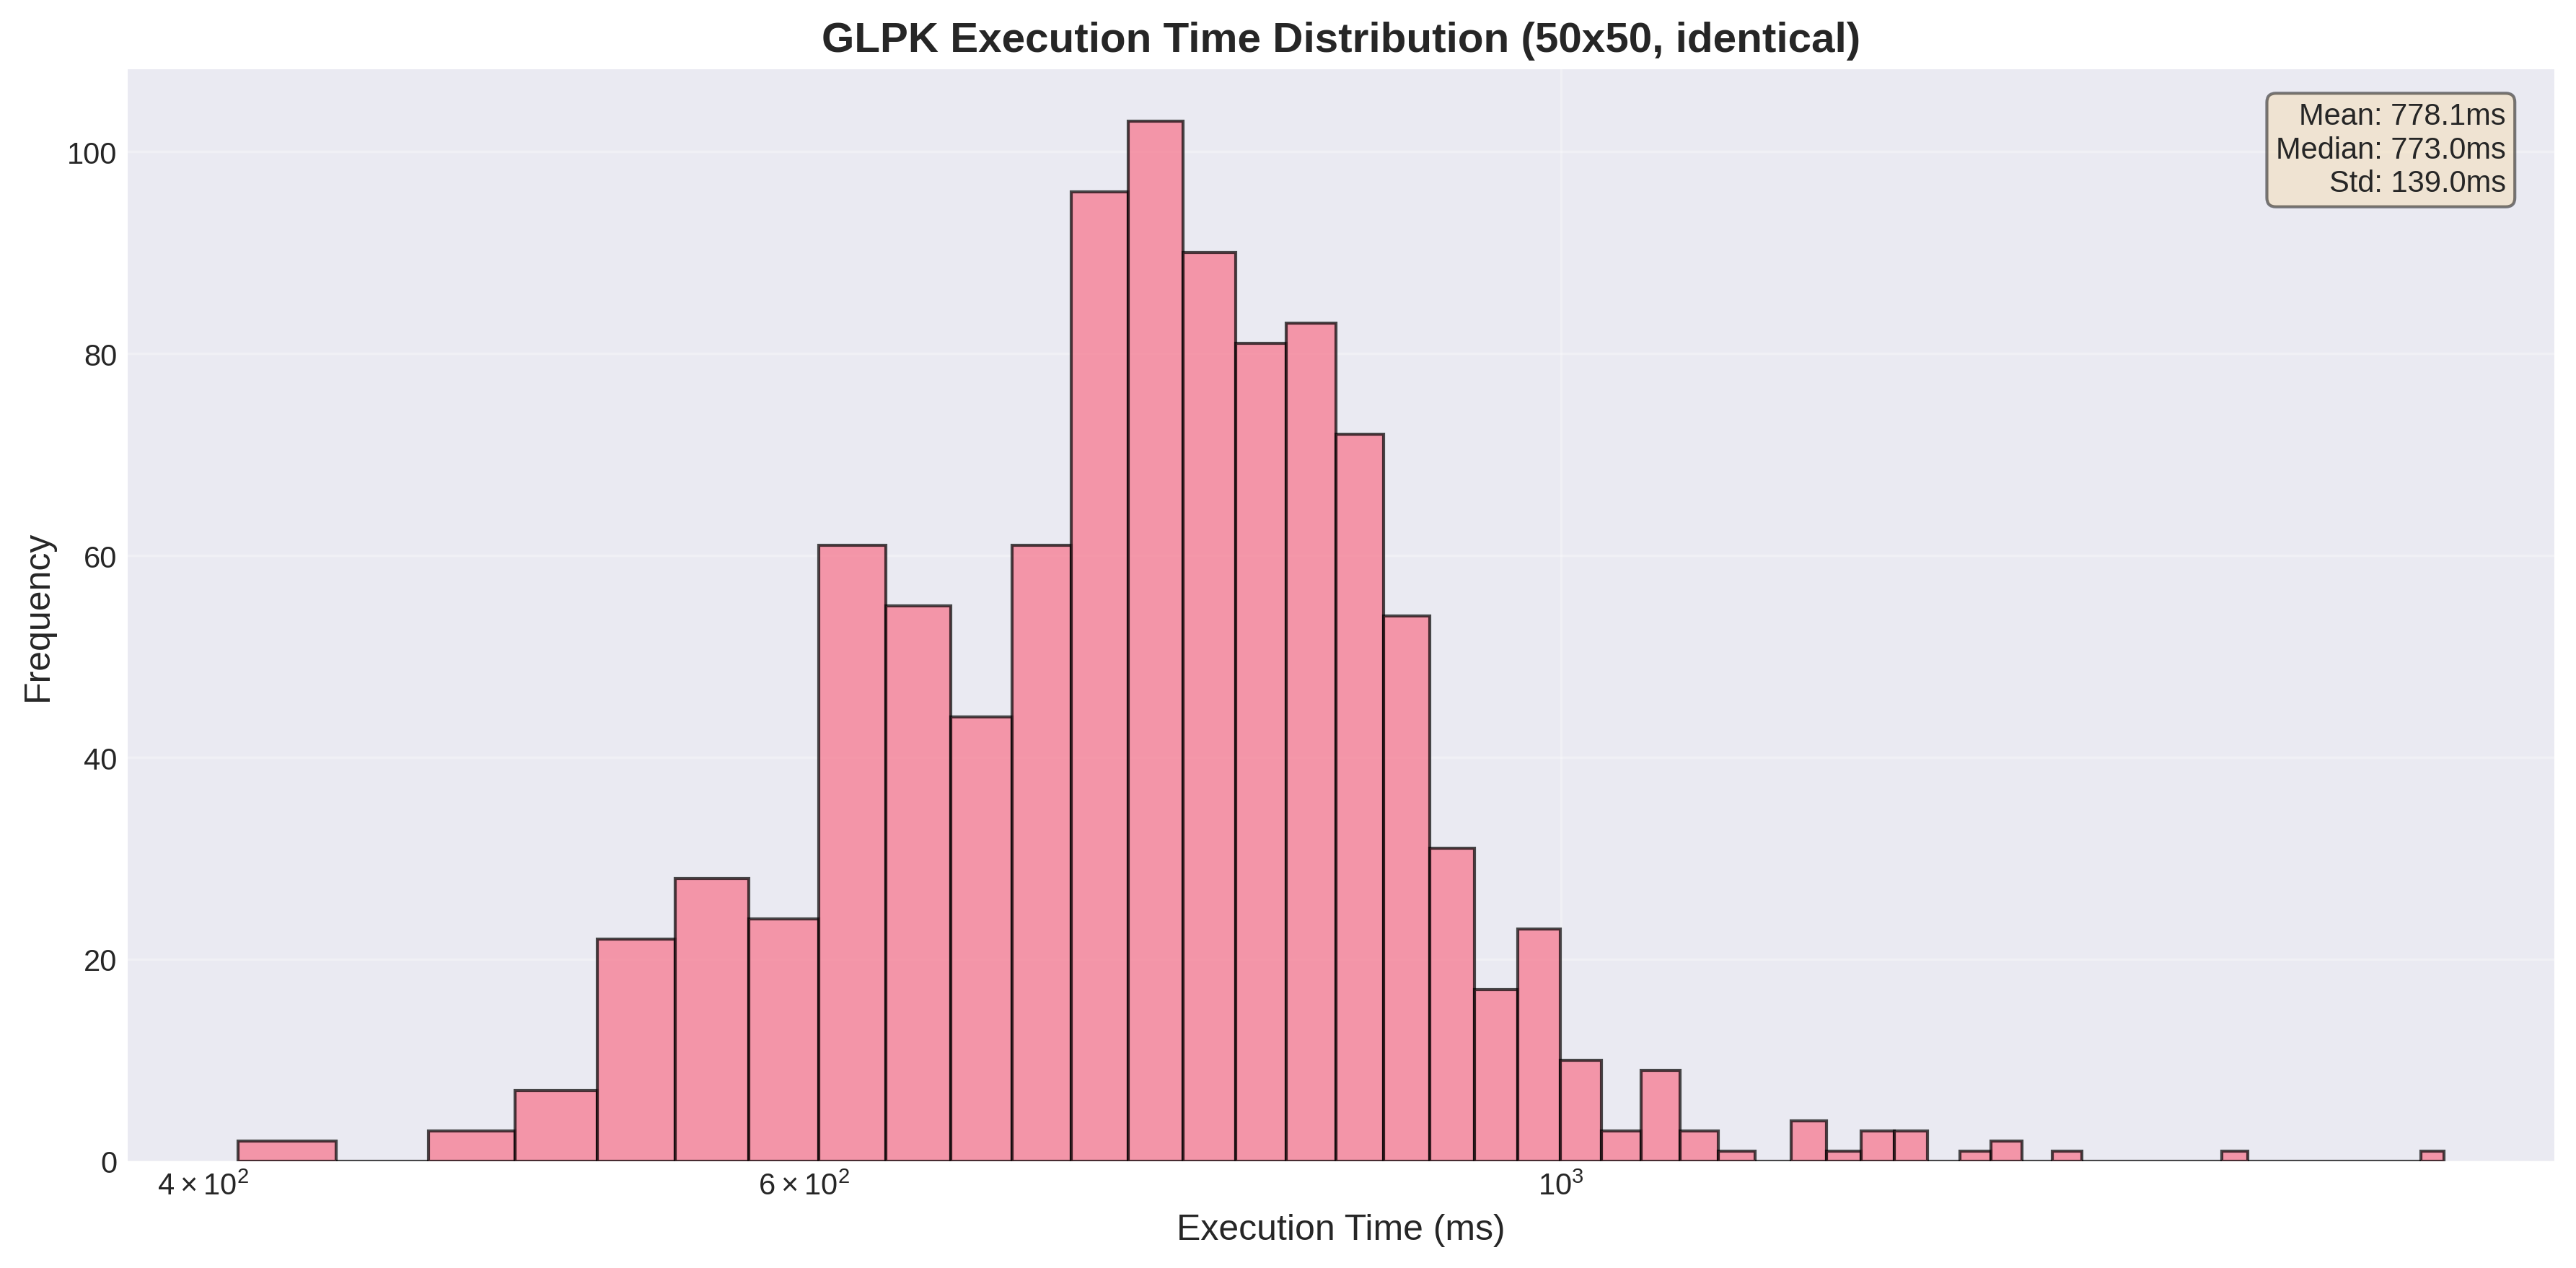 GLPK Execution Time Distribution (50x50, identical)
Mean: 778.1ms
Median: 773.0ms
Std: 139.0ms
Frequency
100
80
60
40
20
0
4 × 10²
6 × 10²
10³
Execution Time (ms)